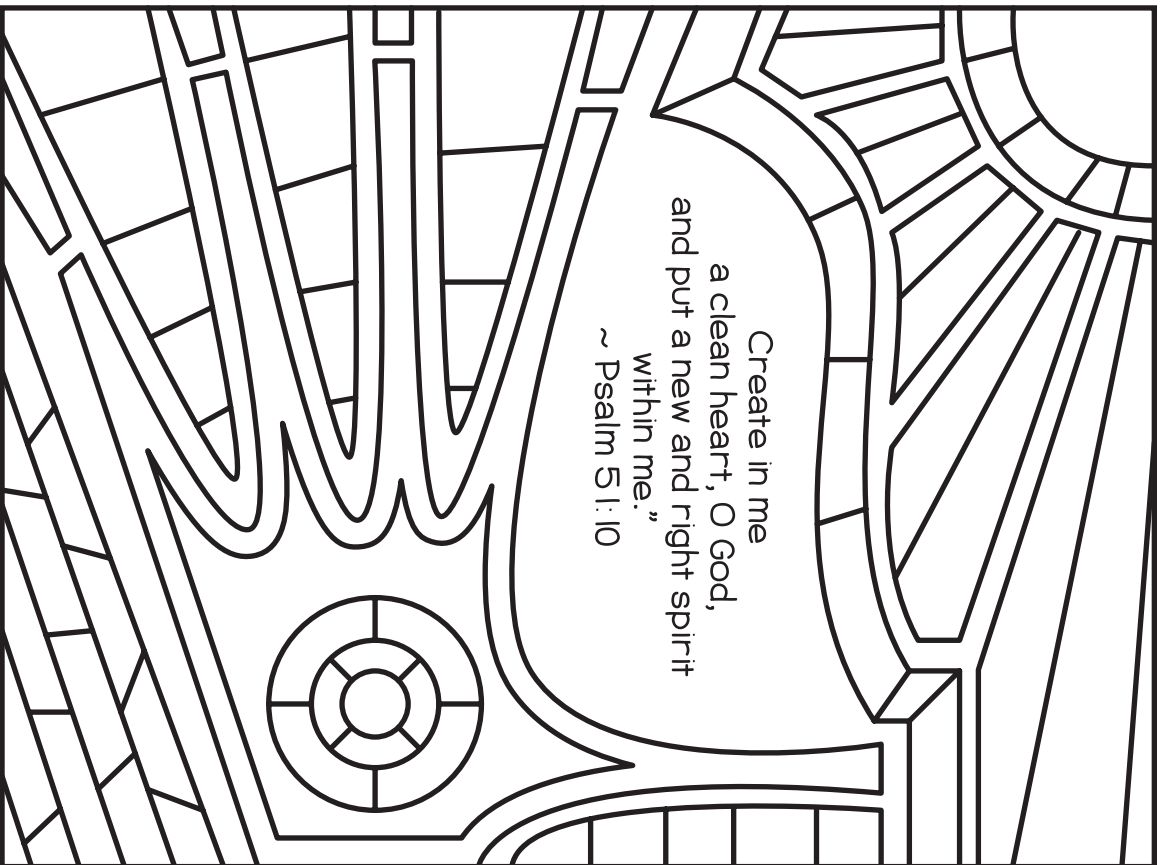 Create in me
a clean heart, O God,
and put a new and right spirit
within me.”
~ Psalm 51:10